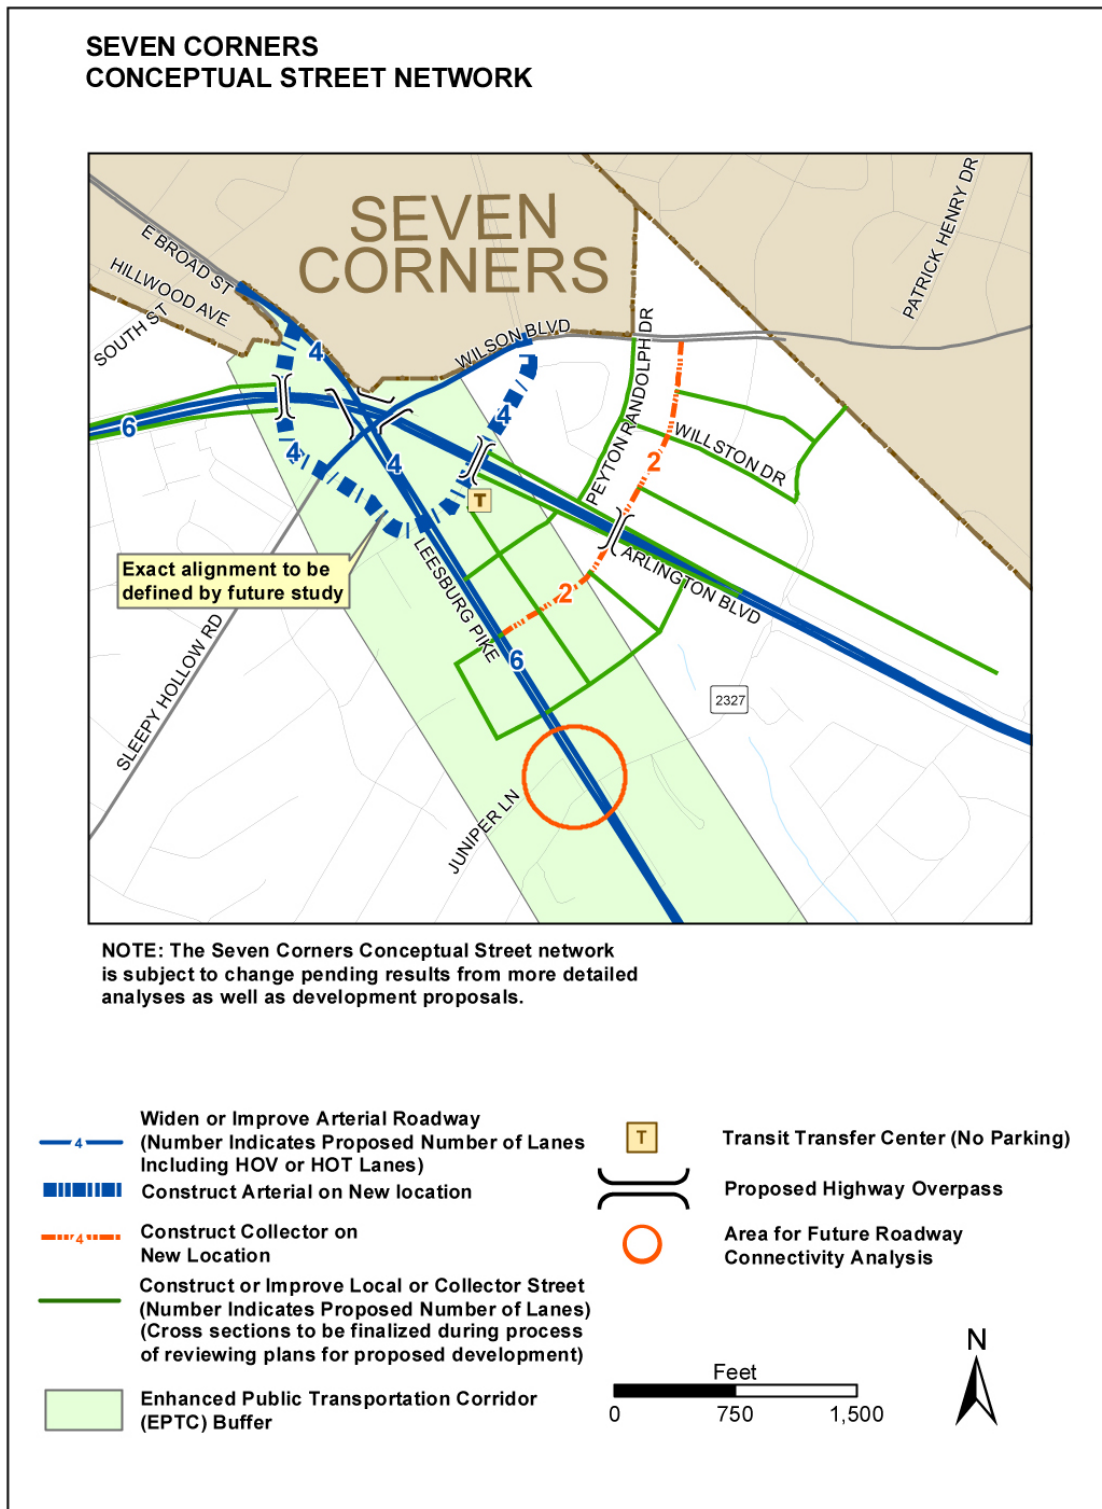 SEVEN CORNERS
CONCEPTUAL STREET NETWORK
SEVEN
CORNERS
E BROAD ST
HILLWOOD AVE
SOUTH ST
PATRICK HENRY DR
WILSON BLVD
PEYTON RANDOLPH DR
WILLSTON DR
4
6
4
4
4
2
T
Exact alignment to be
defined by future study
LEESBURG PIKE
ARLINGTON BLVD
2
6
SLEEPY HOLLOW RD
2327
JUNIPER LN
NOTE: The Seven Corners Conceptual Street network
is subject to change pending results from more detailed
analyses as well as development proposals.
4
Widen or Improve Arterial Roadway
(Number Indicates Proposed Number of Lanes
Including HOV or HOT Lanes)
Construct Arterial on New location
4
Construct Collector on
New Location
Construct or Improve Local or Collector Street
(Number Indicates Proposed Number of Lanes)
(Cross sections to be finalized during process
of reviewing plans for proposed development)
Enhanced Public Transportation Corridor
(EPTC) Buffer
T
Transit Transfer Center (No Parking)
Proposed Highway Overpass
Area for Future Roadway
Connectivity Analysis
Feet
0 750 1,500
N